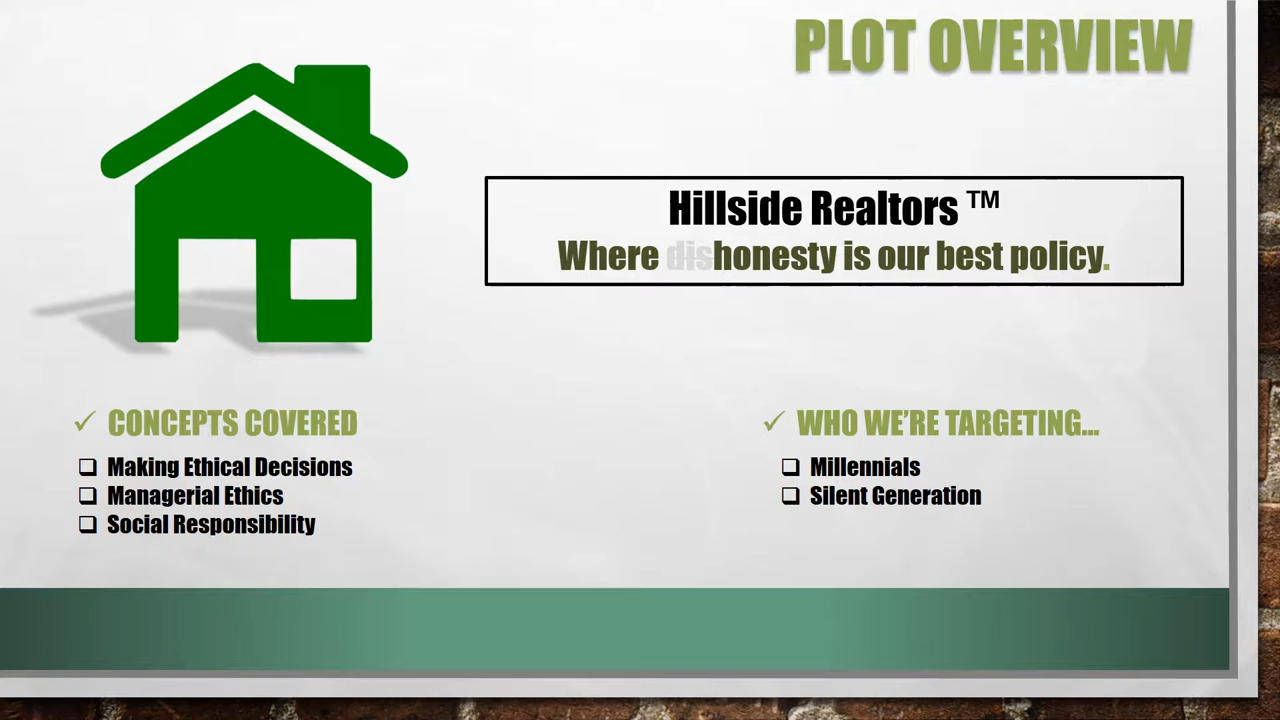 PLOT OVERVIEW
Hillside Realtors ™
Where dishonesty is our best policy.
✓ CONCEPTS COVERED
❑ Making Ethical Decisions
❑ Managerial Ethics
❑ Social Responsibility
✓ WHO WE'RE TARGETING...
❑ Millennials
❑ Silent Generation